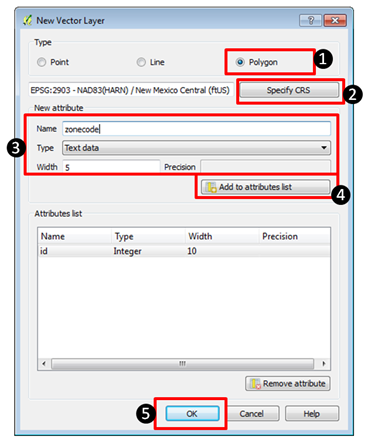 New Vector Layer
Type
Point Line Polygon 1
EPSG:2903 - NAD83(HARN) / New Mexico Central (ftUS) Specify CRS 2
New attribute
Name zonecode
3 Type Text data
Width 5 Precision
Add to attributes list 4
Attributes list
Name Type Width Precision
id Integer 10
Remove attribute
5 OK Cancel Help